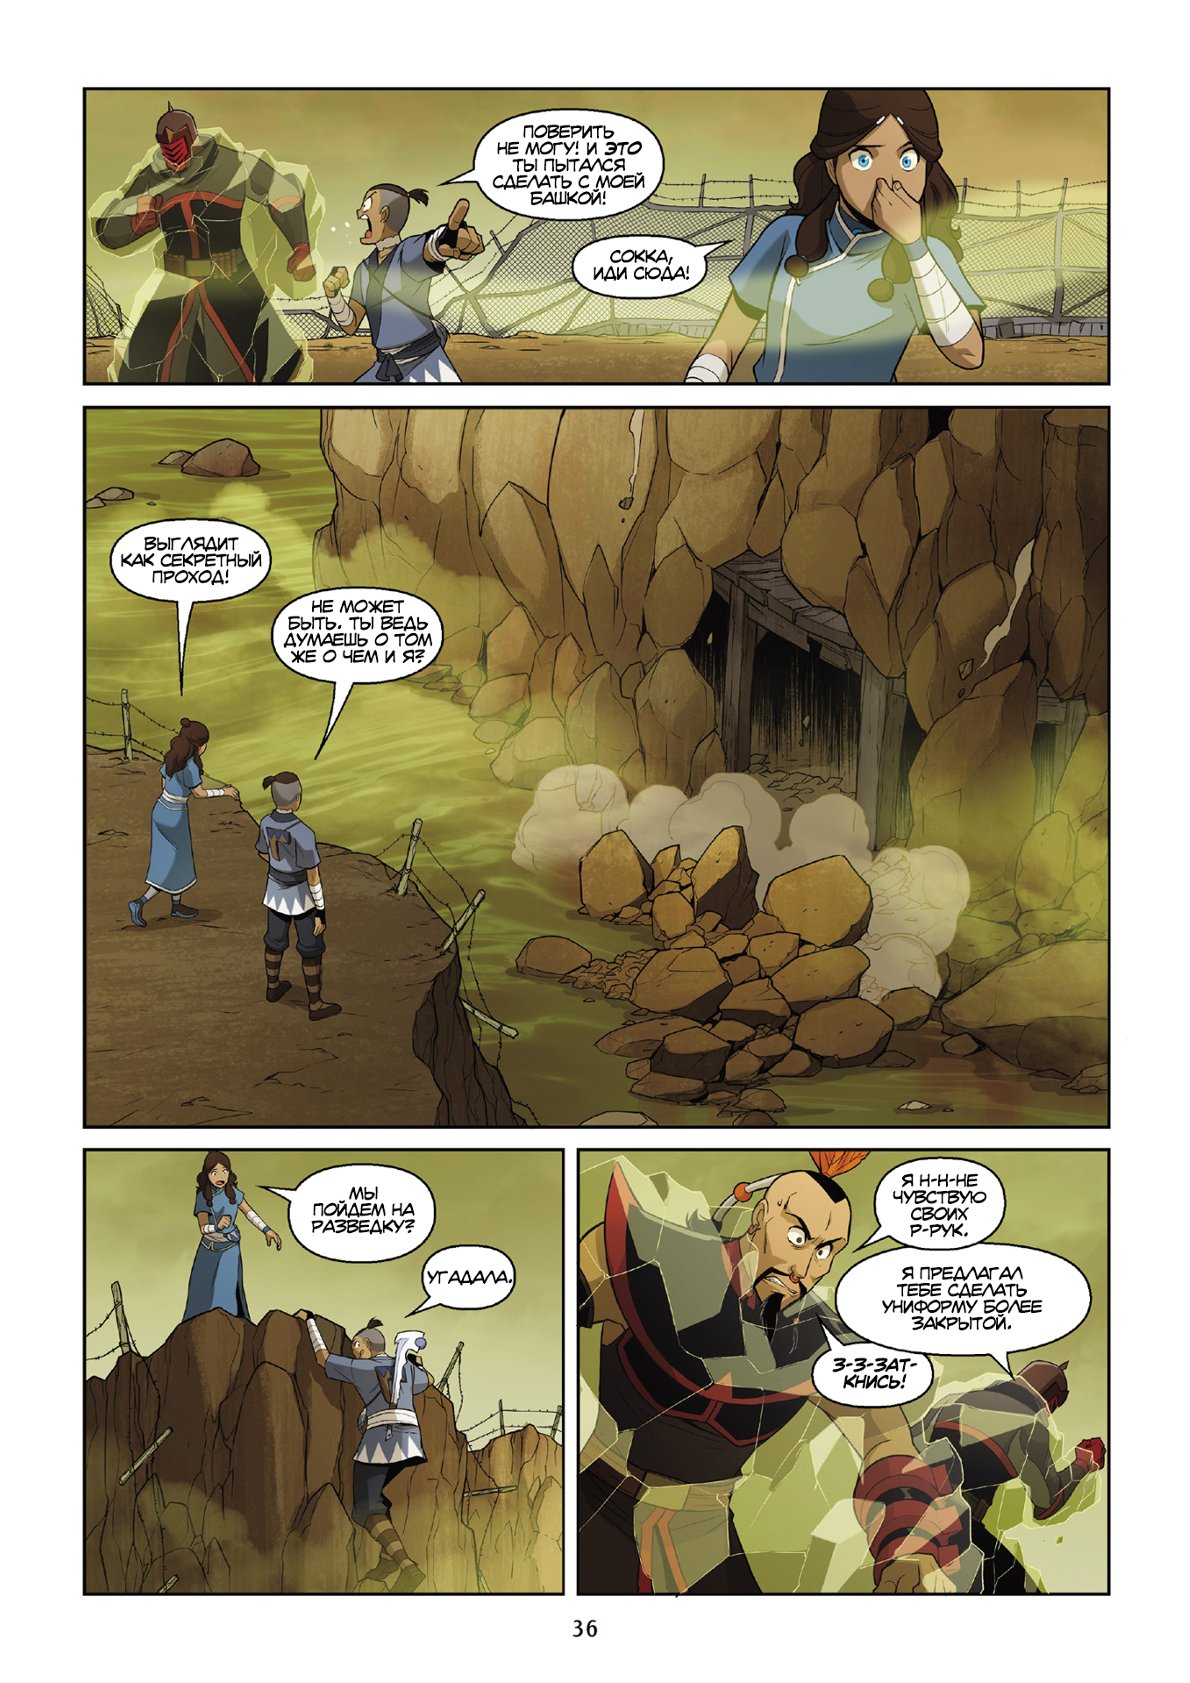 ПОВЕРИТЬ
НЕ МОГУ! И ЭТО
ТЫ ПЫТАЛСЯ
СДЕЛАТЬ С МОЕЙ
БАШКОЙ!
СОККА,
ИДИ СЮДА!
ВЫГЛЯДИТ
КАК СЕКРЕТНЫЙ
ПРОХОД!
НЕ МОЖЕТ
БЫТЬ. ТЫ ВЕДЬ
ДУМАЕШЬ О ТОМ
ЖЕ О ЧЕМ И Я?
МЫ
ПОЙДЕМ НА
РАЗВЕДКУ?
УГАДАЛА.
Я Н-Н-НЕ
ЧУВСТВУЮ
СВОИХ
Р-РУК.
Я ПРЕДЛАГАЛ
ТЕБЕ СДЕЛАТЬ
УНИФОРМУ БОЛЕЕ
ЗАКРЫТОЙ.
З-З-ЗАТ-
КНИСЬ!
36